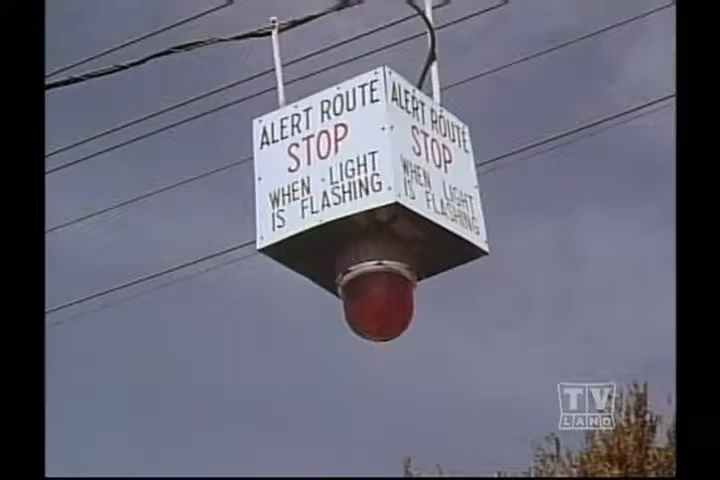 ALERT ROUTE
STOP
WHEN LIGHT
IS FLASHING
ALERT ROUTE
STOP
WHEN LIGHT
IS FLASHING
TV
LAND